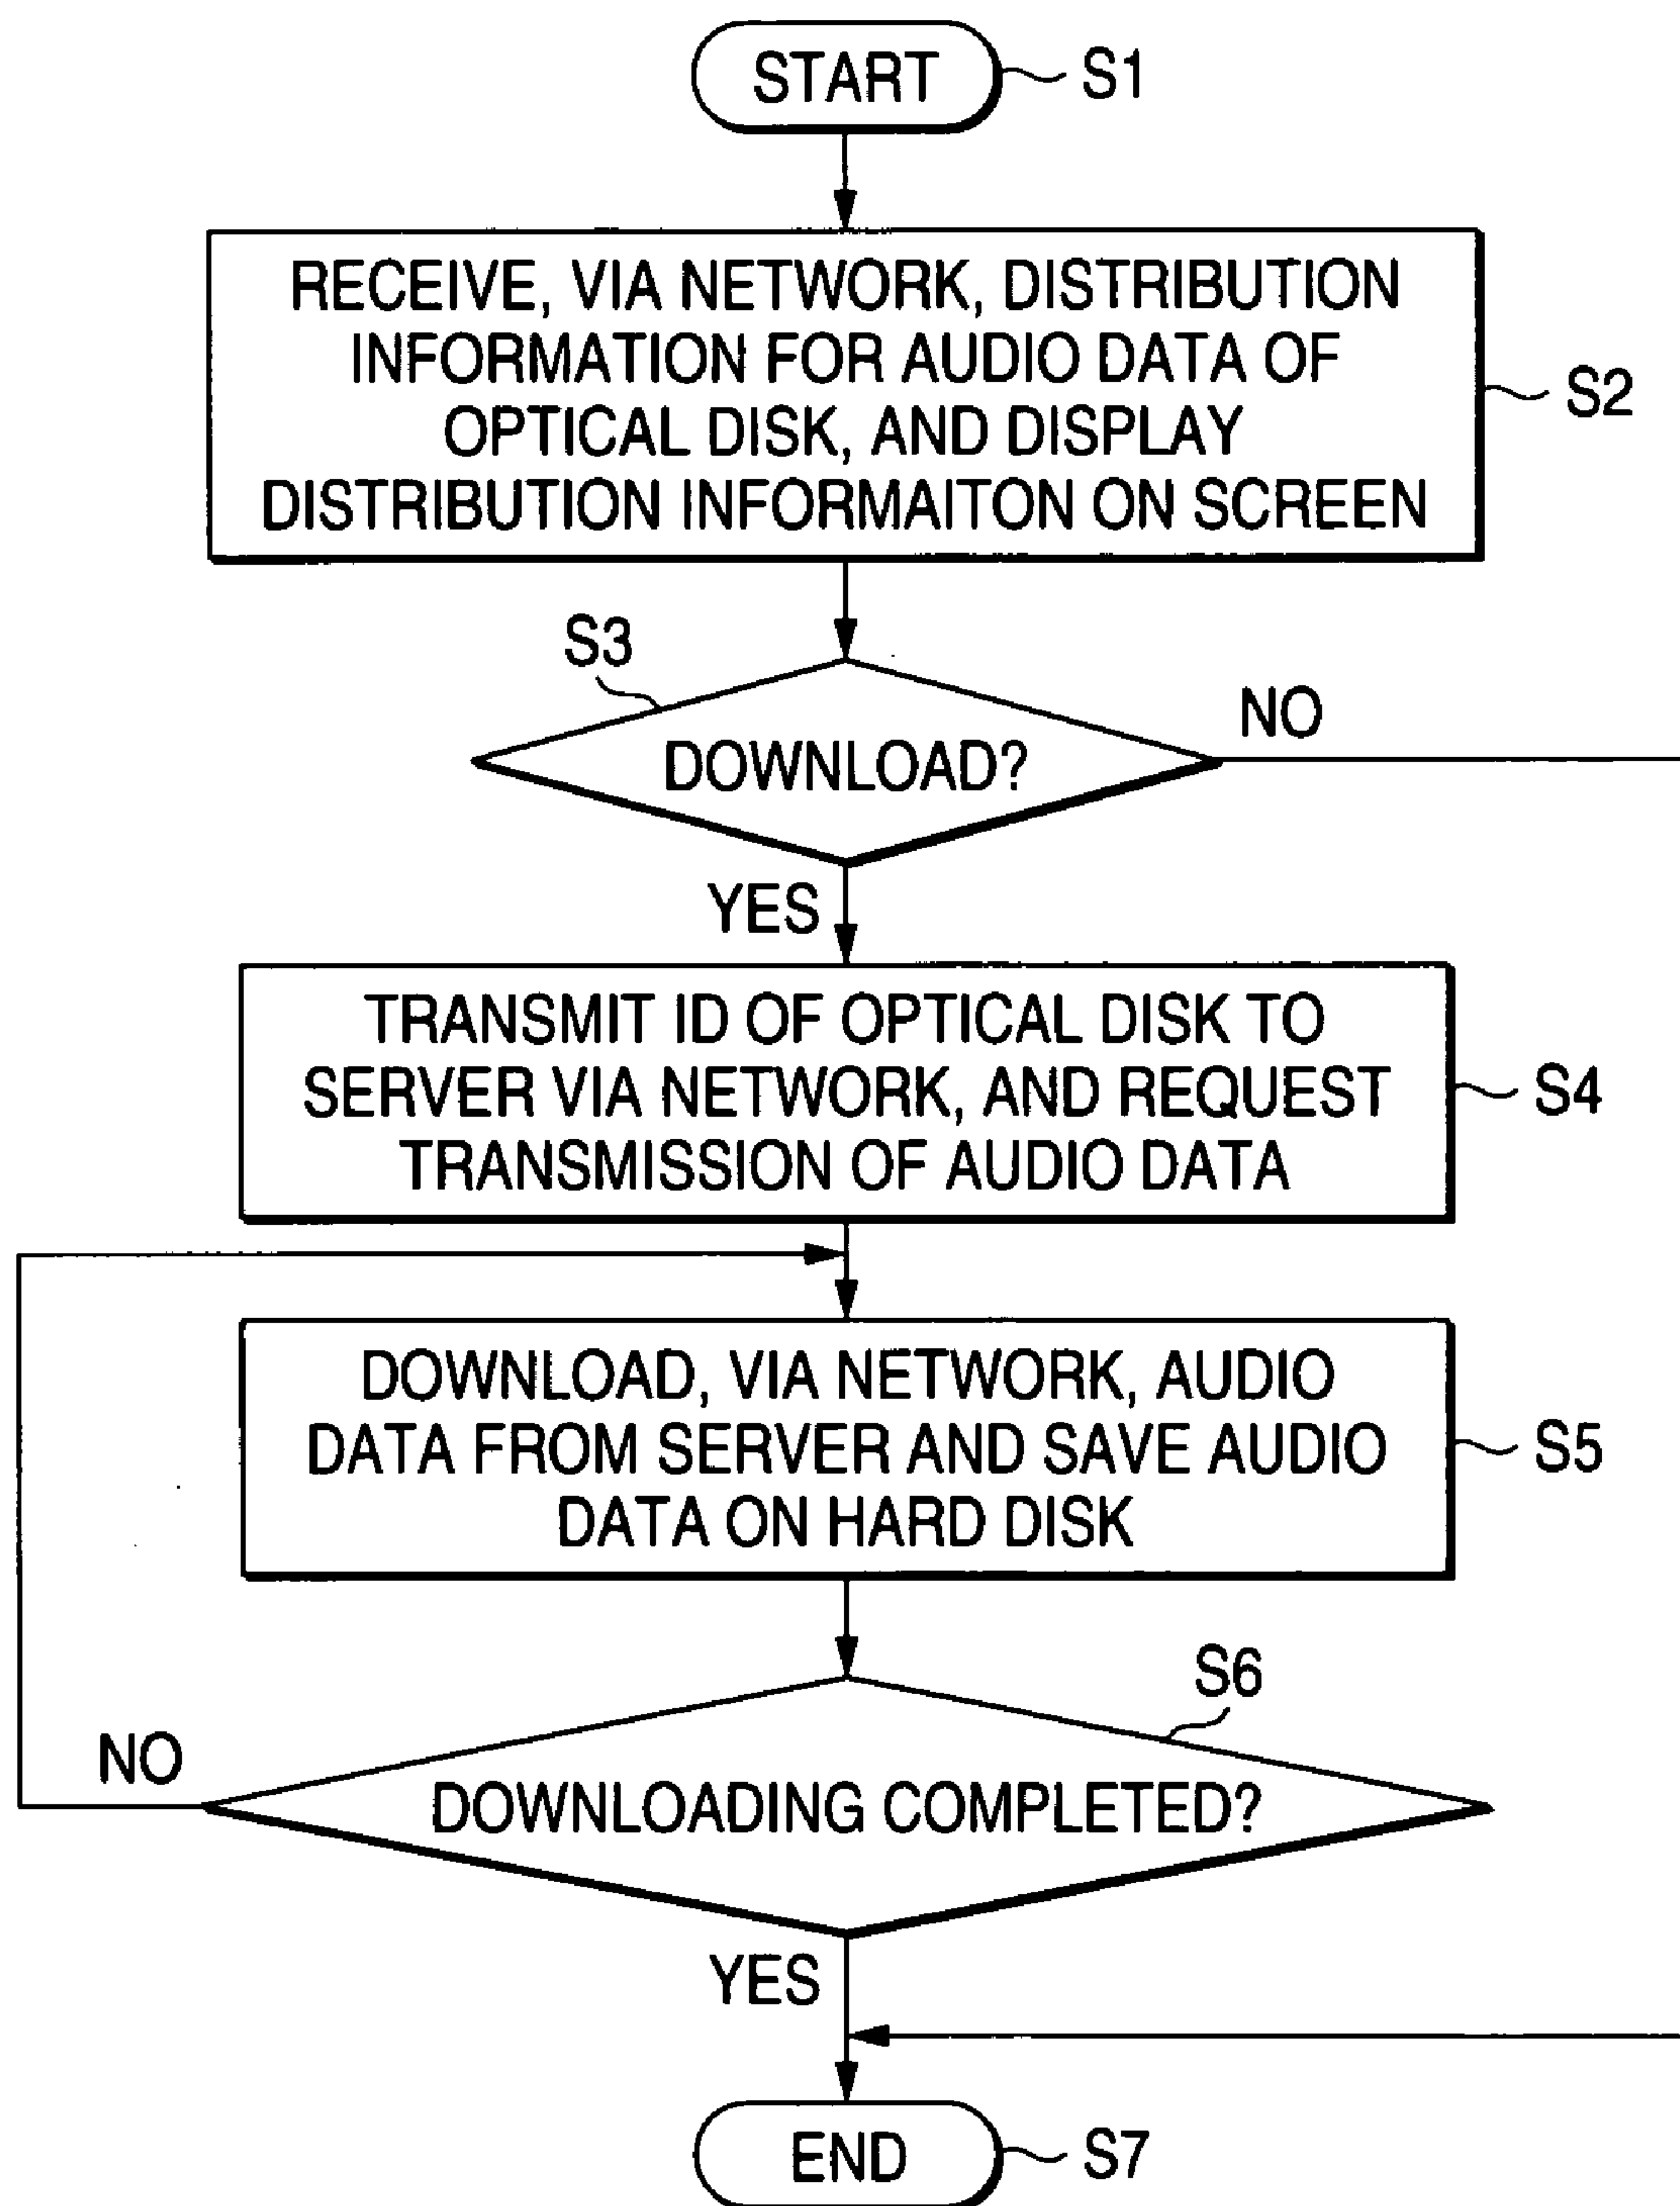 START
S1
RECEIVE, VIA NETWORK, DISTRIBUTION
INFORMATION FOR AUDIO DATA OF
OPTICAL DISK, AND DISPLAY
DISTRIBUTION INFORMAITON ON SCREEN
S2
S3
DOWNLOAD?
NO
YES
TRANSMIT ID OF OPTICAL DISK TO
SERVER VIA NETWORK, AND REQUEST
TRANSMISSION OF AUDIO DATA
S4
DOWNLOAD, VIA NETWORK, AUDIO
DATA FROM SERVER AND SAVE AUDIO
DATA ON HARD DISK
S5
S6
NO
DOWNLOADING COMPLETED?
YES
END
S7